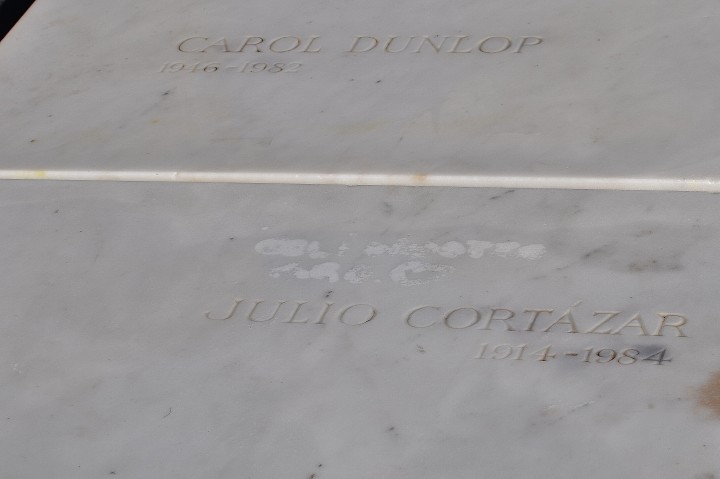 CAROL DUNLOP
1946-1982
JULIO CORTÁZAR
1914-1984